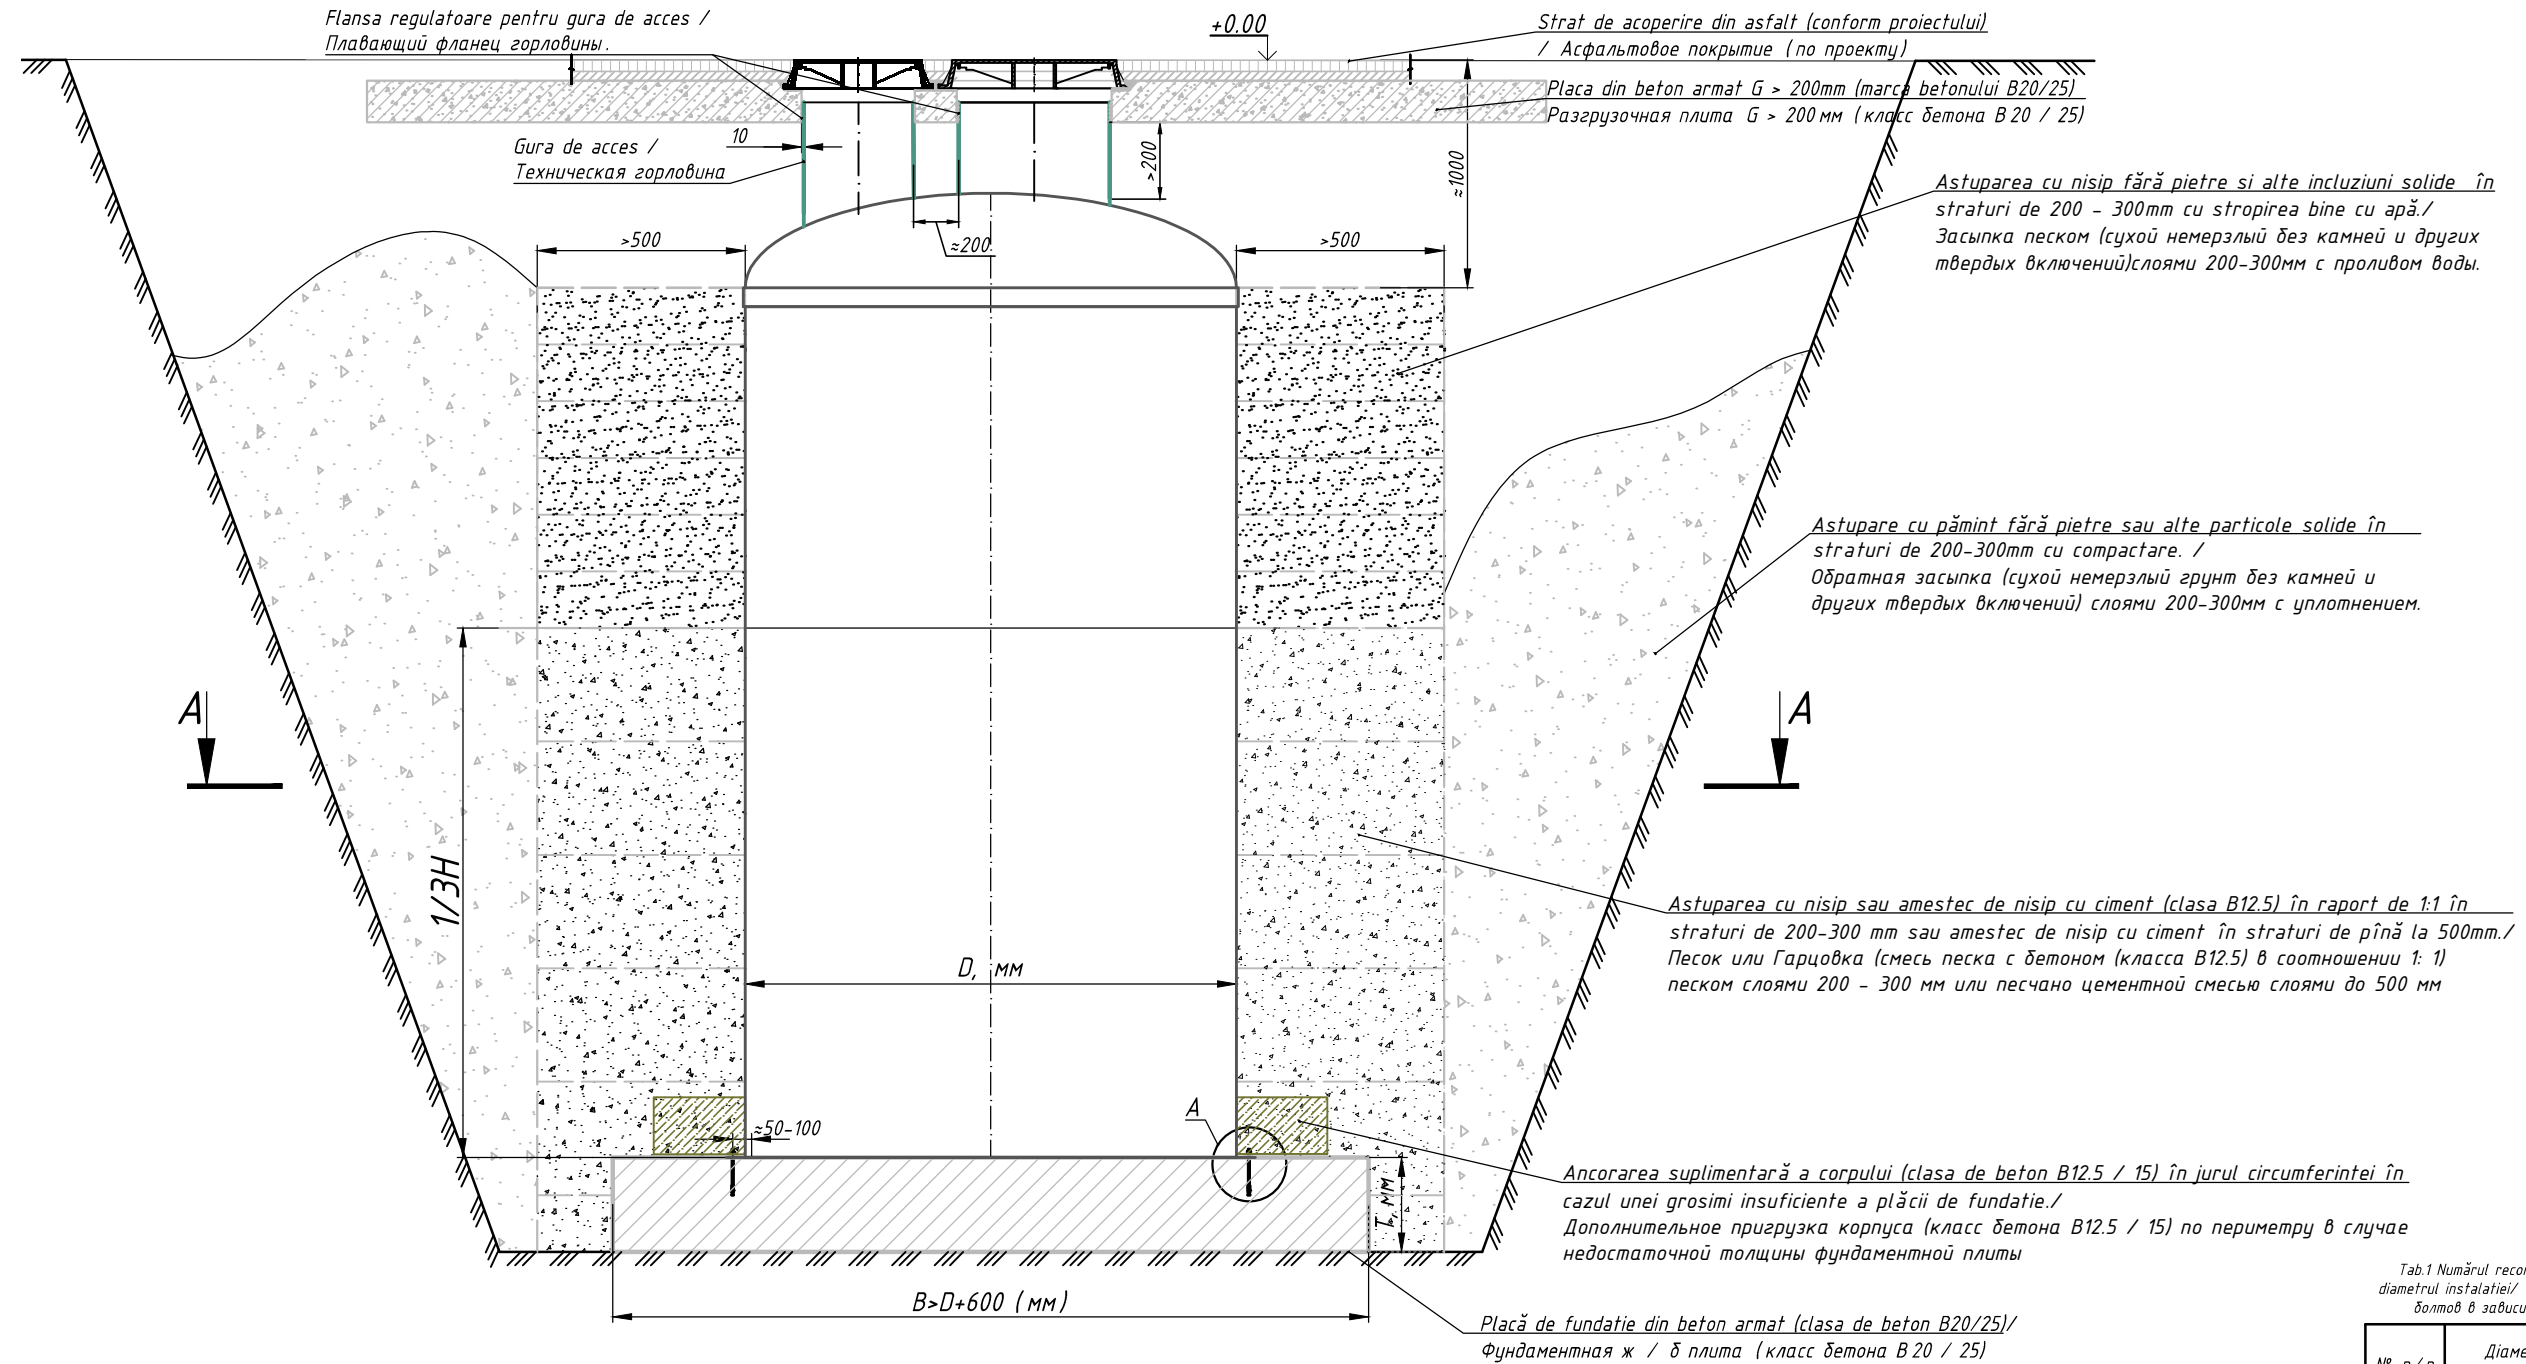 Flansa regulatoare pentru gura de acces /
Плавающий фланец горловины.
+0.00
Strat de acoperire din asfalt (conform proiectului)
/ Асфальтовое покрытие (по проекту)
Placa din beton armat G > 200mm (marca betonului B20/25)
Разгрузочная плита G > 200 мм (класс бетона В 20 / 25)
10
Gura de acces /
Техническая горловина
>200
≈1000
Astuparea cu nisip fără pietre si alte incluziuni solide în
straturi de 200 - 300mm cu stropirea bine cu apă./
Засыпка песком (сухой немерзлый без камней и других
твердых включений)слоями 200-300мм с проливом воды.
>500
≈200
>500
Astupare cu pămint fără pietre sau alte particole solide în
straturi de 200-300mm cu compactare. /
Обратная засыпка (сухой немерзлый грунт без камней и
других твердых включений) слоями 200-300мм с уплотнением.
A
A
1/3H
Astuparea cu nisip sau amestec de nisip cu ciment (clasa B12.5) în raport de 1:1 în
straturi de 200-300 mm sau amestec de nisip cu ciment în straturi de pînă la 500mm./
Песок или Гарцовка (смесь песка с бетоном (класса В12.5) в соотношении 1: 1)
песком слоями 200 - 300 мм или песчано цементной смесью слоями до 500 мм
D, мм
A
≈50-100
Ancorarea suplimentară a corpului (clasa de beton B12.5 / 15) în jurul circumferintei în
cazul unei grosimi insuficiente a plăcii de fundatie./
Дополнительное пригрузка корпуса (класс бетона В12.5 / 15) по периметру в случае
недостаточной толщины фундаментной плиты
T, мм
B>D+600 (мм)
Placă de fundatie din beton armat (clasa de beton B20/25)/
Фундаментная ж / б плита (класс бетона В 20 / 25)
Tab.1 Numărul
diametrul instalatiei/
болтов в
№ п/п